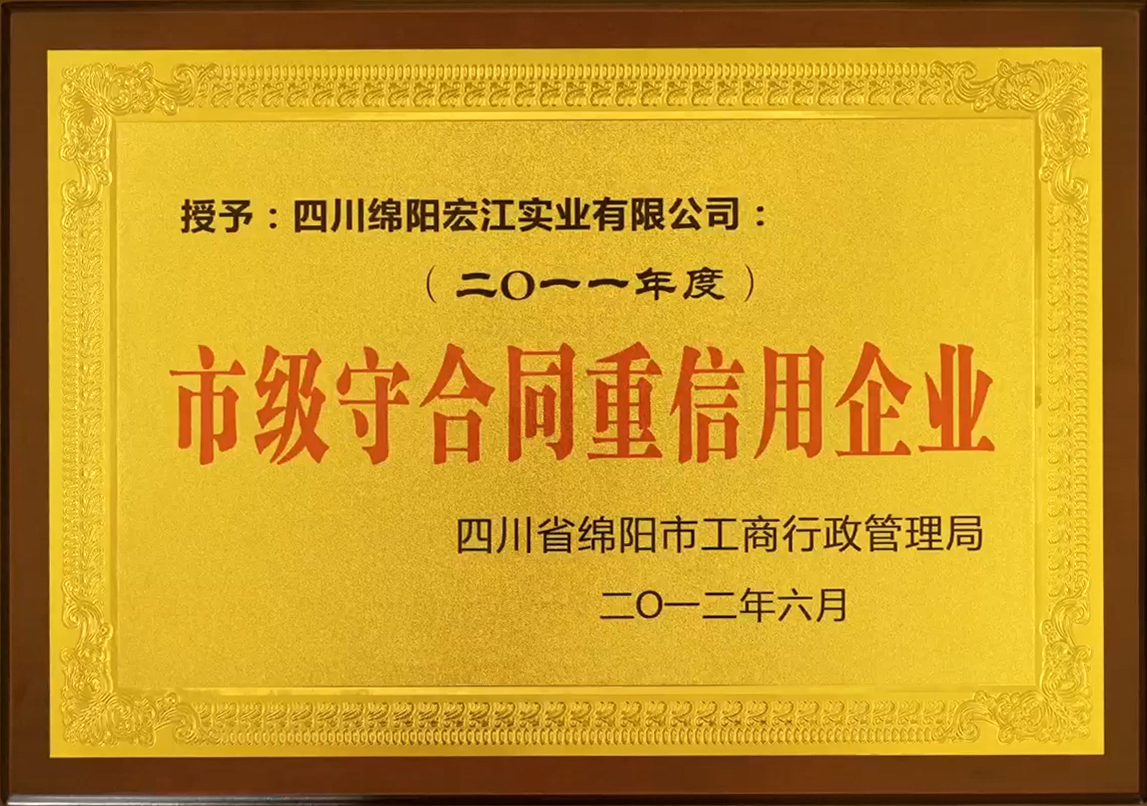 授予：四川绵阳宏江实业有限公司：
（二O一一年度）
市级守合同重信用企业
四川省绵阳市工商行政管理局
二O一二年六月